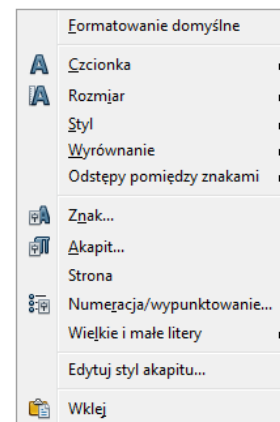 Formatowanie domyślne
Czcionka
Rozmiar
Styl
Wyrównanie
Odstępy pomiędzy znakami
Znak...
Akapit...
Strona
Numeracja/wypunktowanie...
Wielkie i małe litery
Edytuj styl akapitu...
Wklej